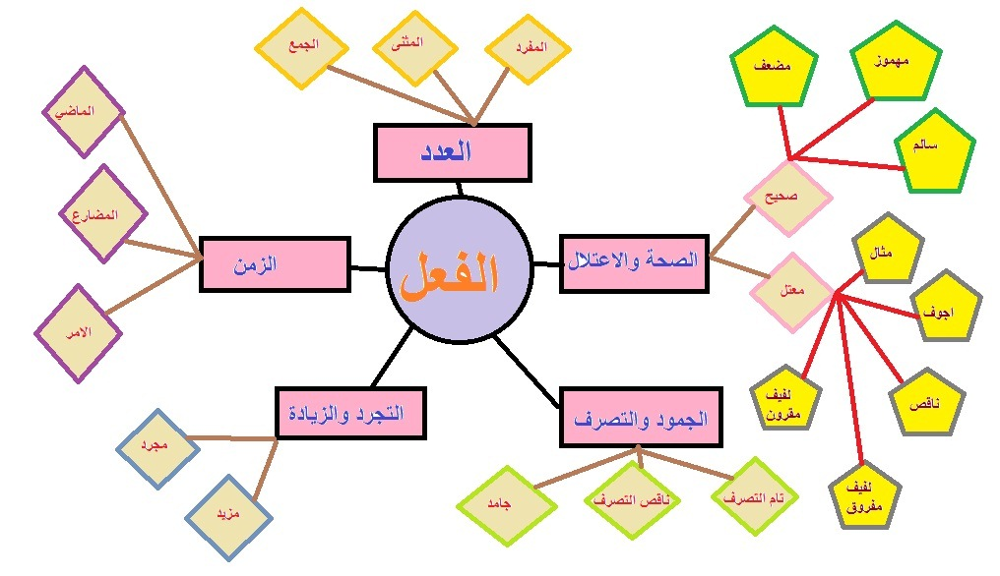 الفعل
العدد
المفرد
المثنى
الجمع
الصحة والاعتلال
صحيح
مضعف
مهموز
سالم
معتل
مثال
اجوف
ناقص
لفيف
مفروق
لفيف
مقرون
الجمود والتصرف
تام التصرف
ناقص التصرف
جامد
التجرد والزيادة
مجرد
مزيد
الزمن
الماضي
المضارع
الامر